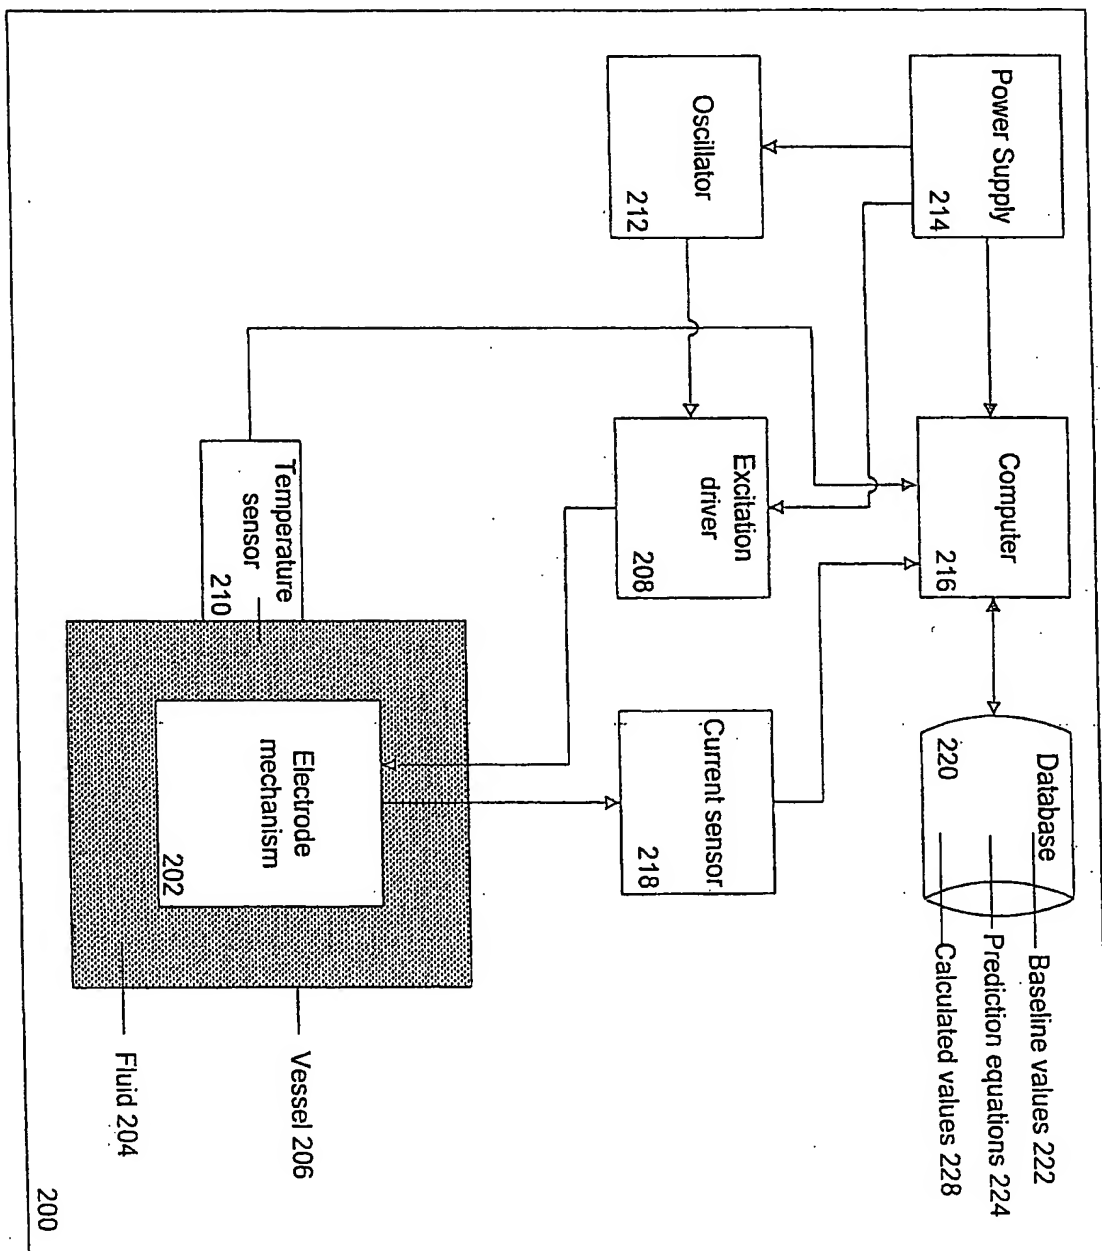 Power Supply
214
Computer
216
Database
220
Baseline values 222
Prediction equations 224
Calculated values 228
Oscillator
212
Excitation
driver
208
Current sensor
218
Temperature
sensor
210
Electrode
mechanism
202
Vessel 206
Fluid 204
200